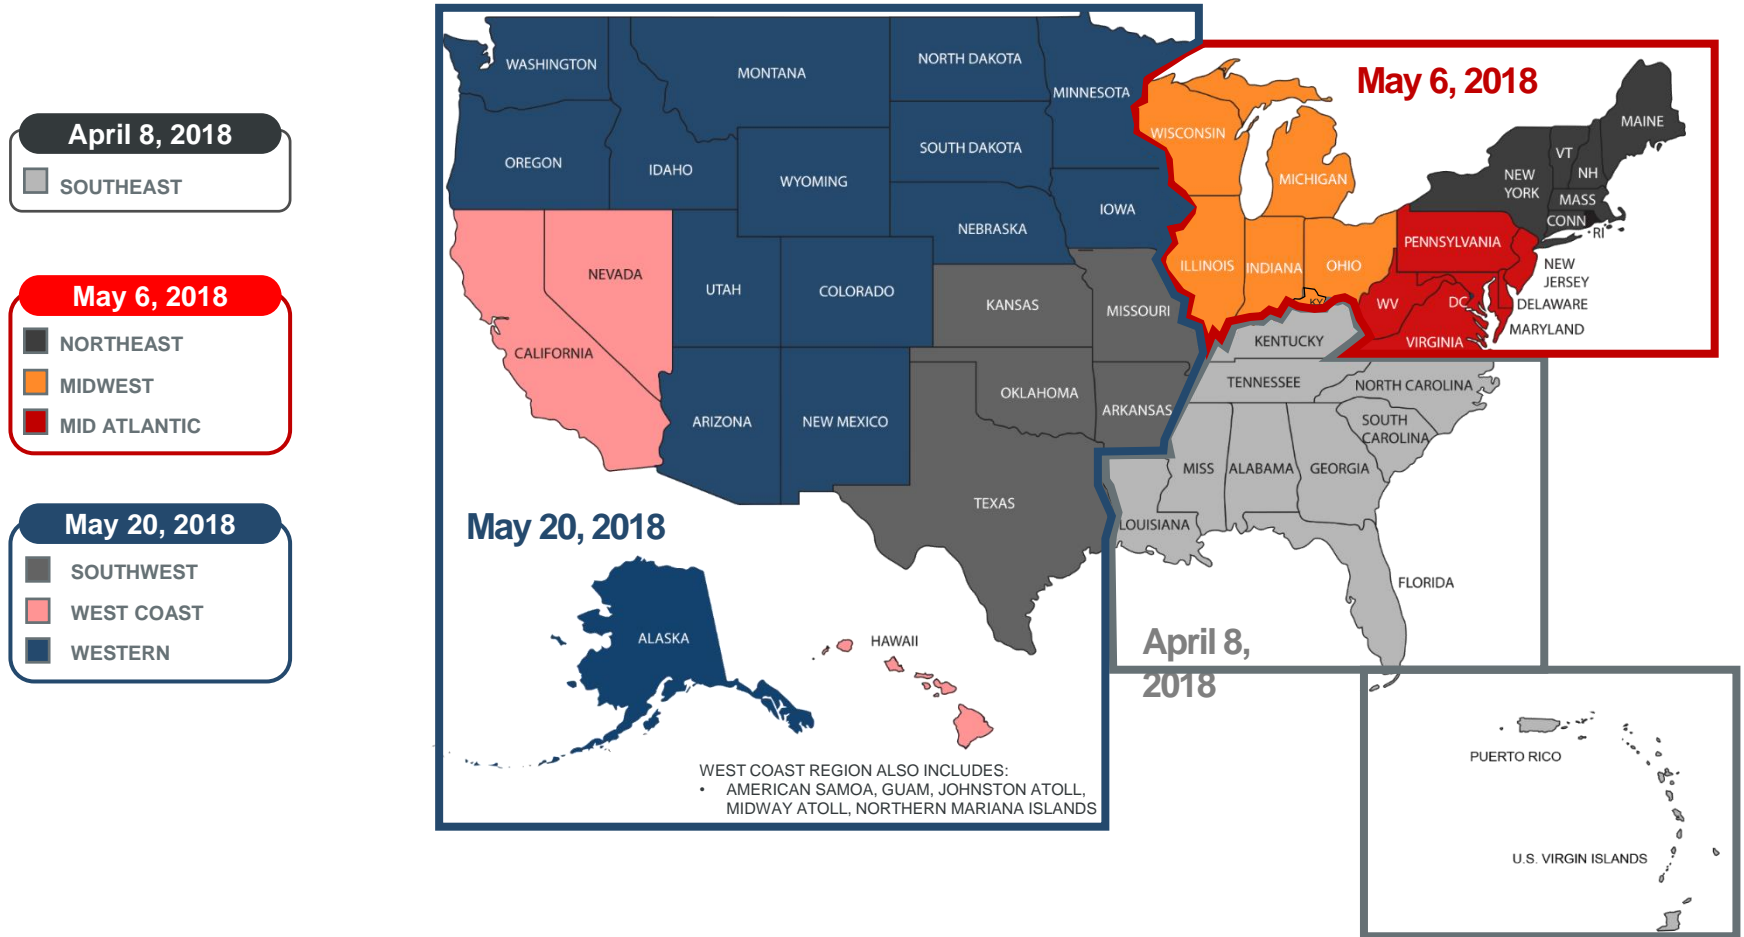 April 8, 2018
SOUTHEAST
May 6, 2018
NORTHEAST
MIDWEST
MID ATLANTIC
May 20, 2018
SOUTHWEST
WEST COAST
WESTERN
WASHINGTON
MONTANA
NORTH DAKOTA
MINNESOTA
OREGON
IDAHO
WYOMING
SOUTH DAKOTA
IOWA
NEBRASKA
NEVADA
UTAH
COLORADO
CALIFORNIA
KANSAS
MISSOURI
ARIZONA
NEW MEXICO
OKLAHOMA
ARKANSAS
TEXAS
May 20, 2018
ALASKA
HAWAII
WEST COAST REGION ALSO INCLUDES:
• AMERICAN SAMOA, GUAM, JOHNSTON ATOLL,
MIDWAY ATOLL, NORTHERN MARIANA ISLANDS
May 6, 2018
WISCONSIN
MICHIGAN
ILLINOIS
INDIANA
OHIO
KY
MAINE
VT
NH
NEW
YORK
MASS
CONN
RI
PENNSYLVANIA
NEW
JERSEY
DELAWARE
MARYLAND
WV
DC
VIRGINIA
KENTUCKY
TENNESSEE
NORTH CAROLINA
SOUTH
CAROLINA
MISS
ALABAMA
GEORGIA
LOUISIANA
FLORIDA
April 8,
2018
PUERTO RICO
U.S. VIRGIN ISLANDS